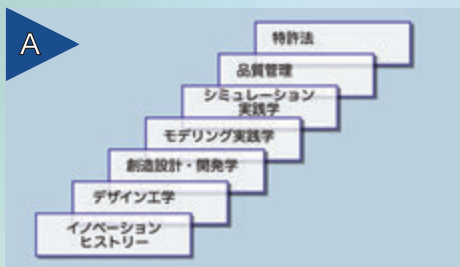 A
特許法
品質管理
シミュレーション
実践学
モデリング実践学
創造設計・開発学
デザイン工学
イノベーション
ヒストリー